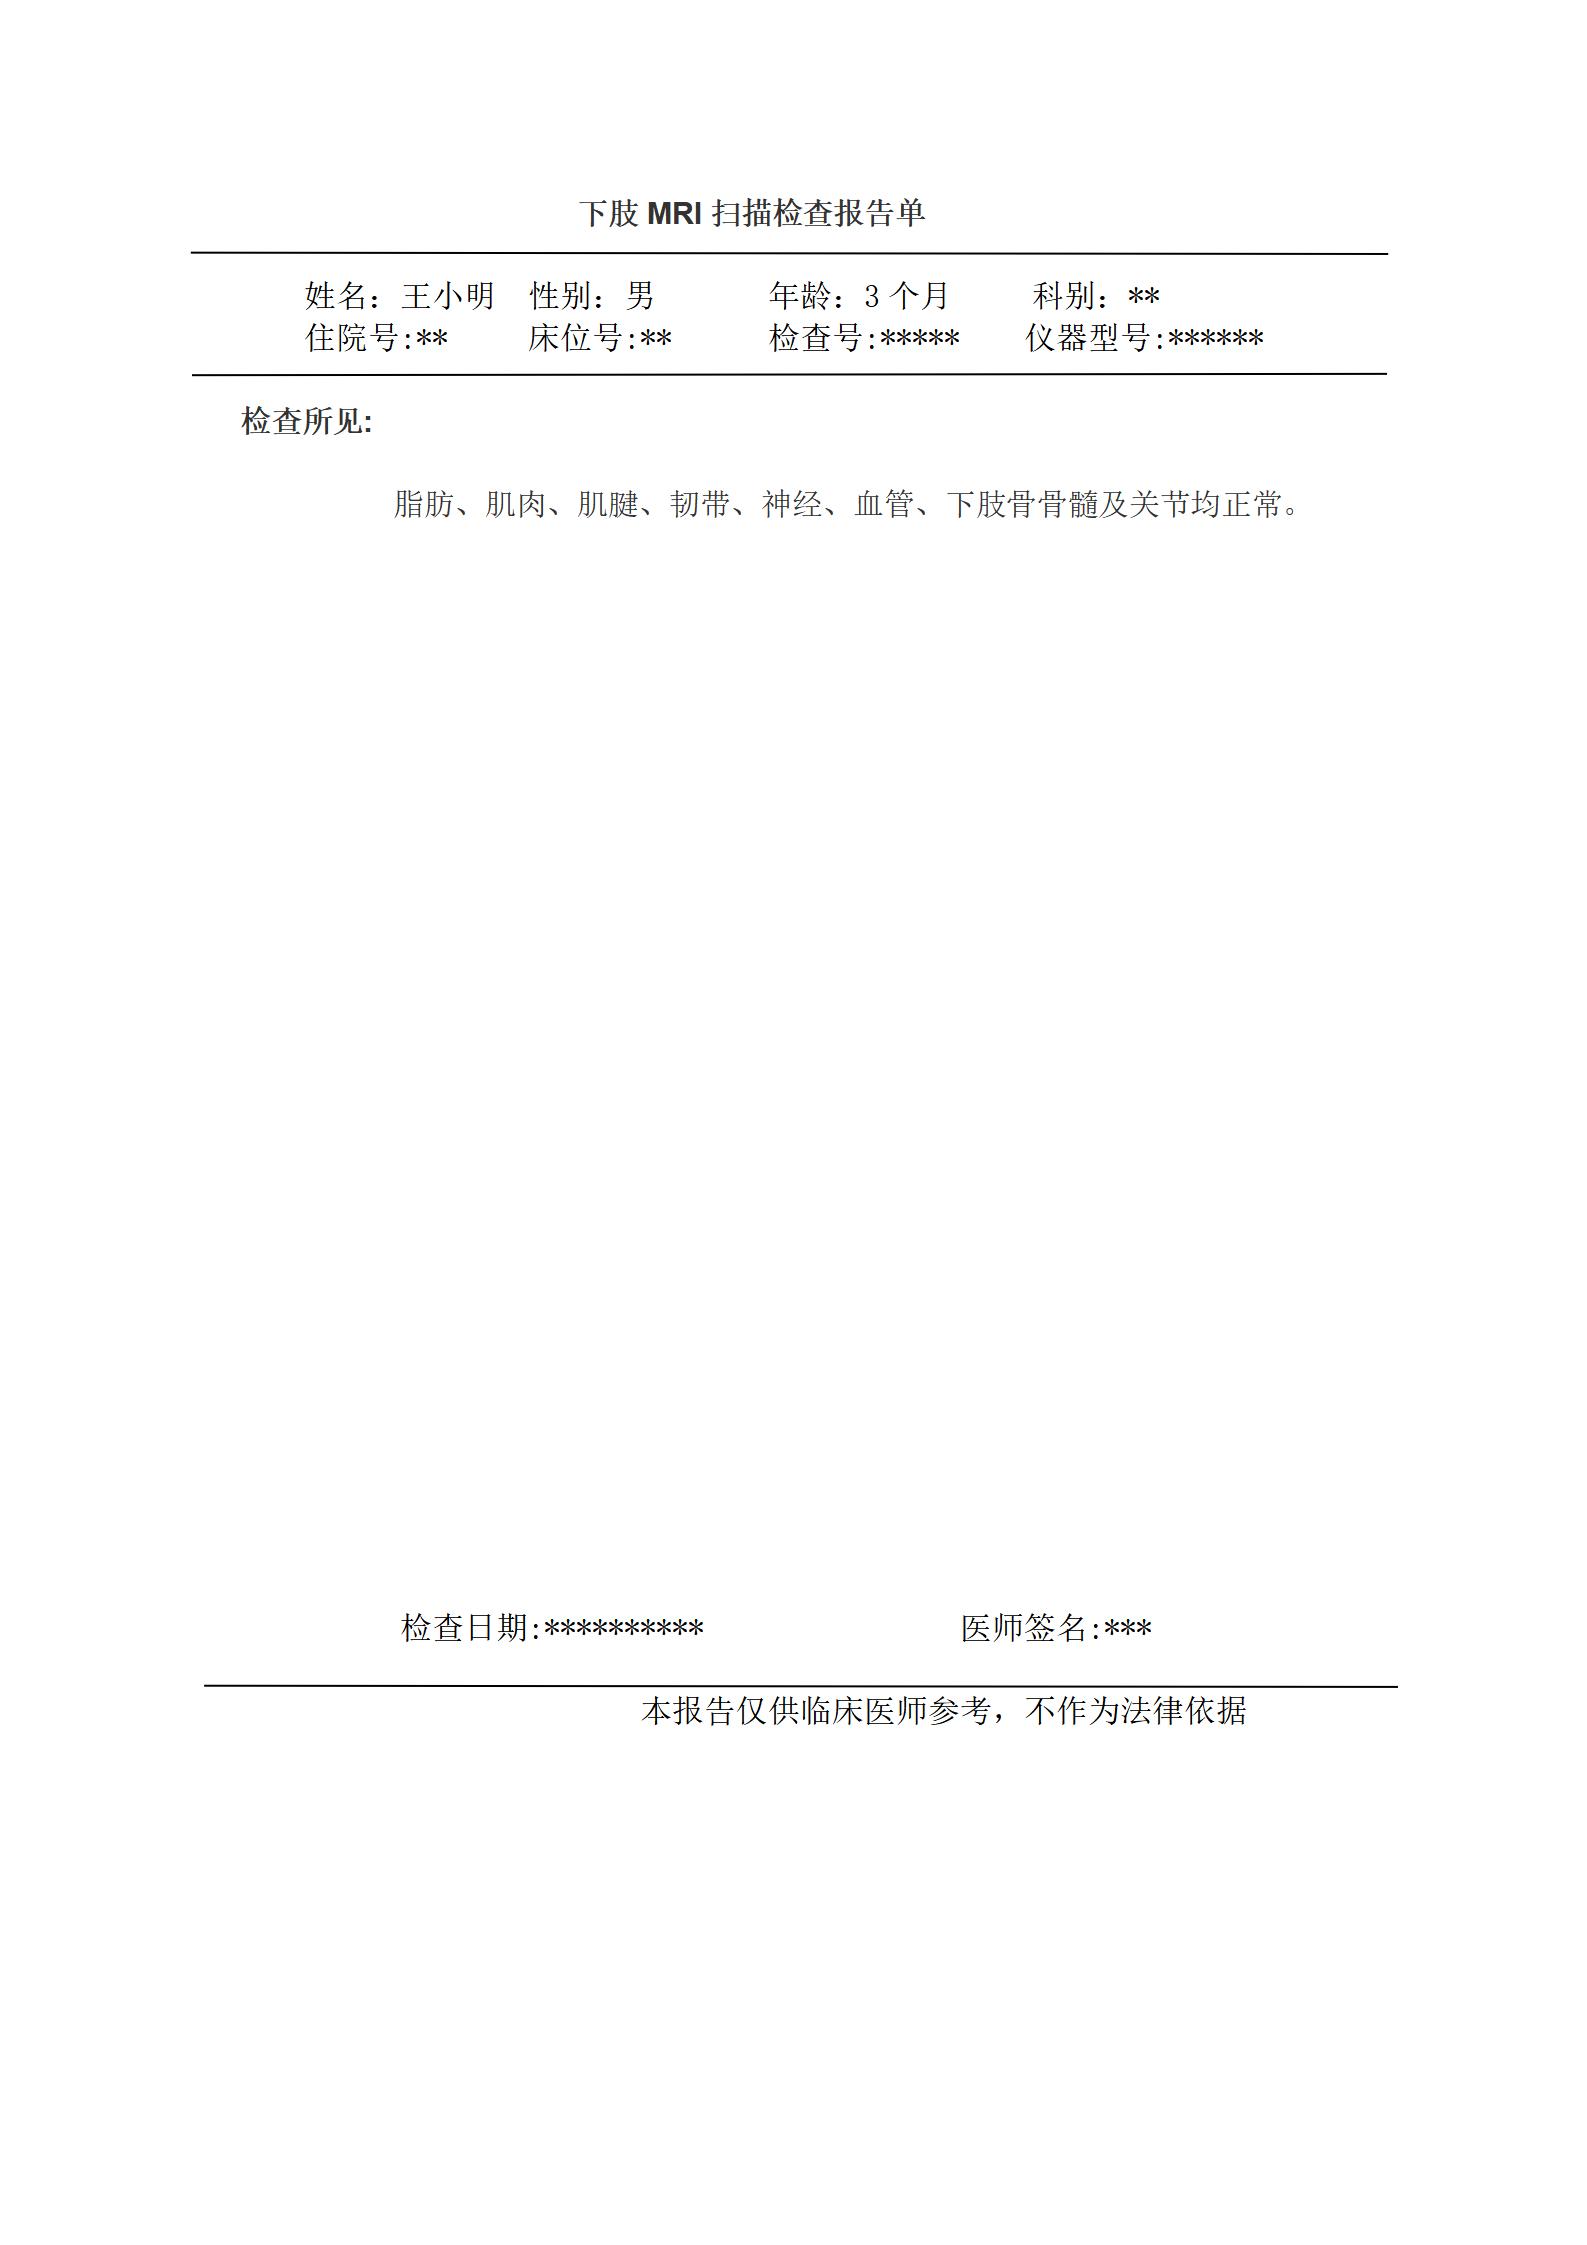 下肢 MRI 扫描检查报告单
姓名：王小明 性别：男 年龄：3 个月 科别：**
住院号:** 床位号:** 检查号:***** 仪器型号:******
检查所见:
脂肪、肌肉、肌腱、韧带、神经、血管、下肢骨骨髓及关节均正常。
检查日期:********** 医师签名:***
本报告仅供临床医师参考，不作为法律依据